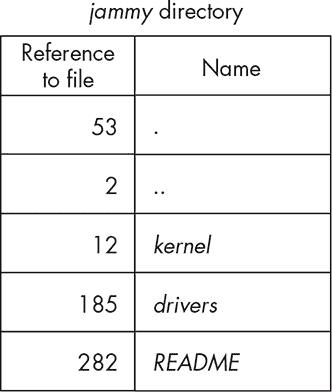 jammy directory
Reference
to file
Name
53 .
2 ..
12 kernel
185 drivers
282 README